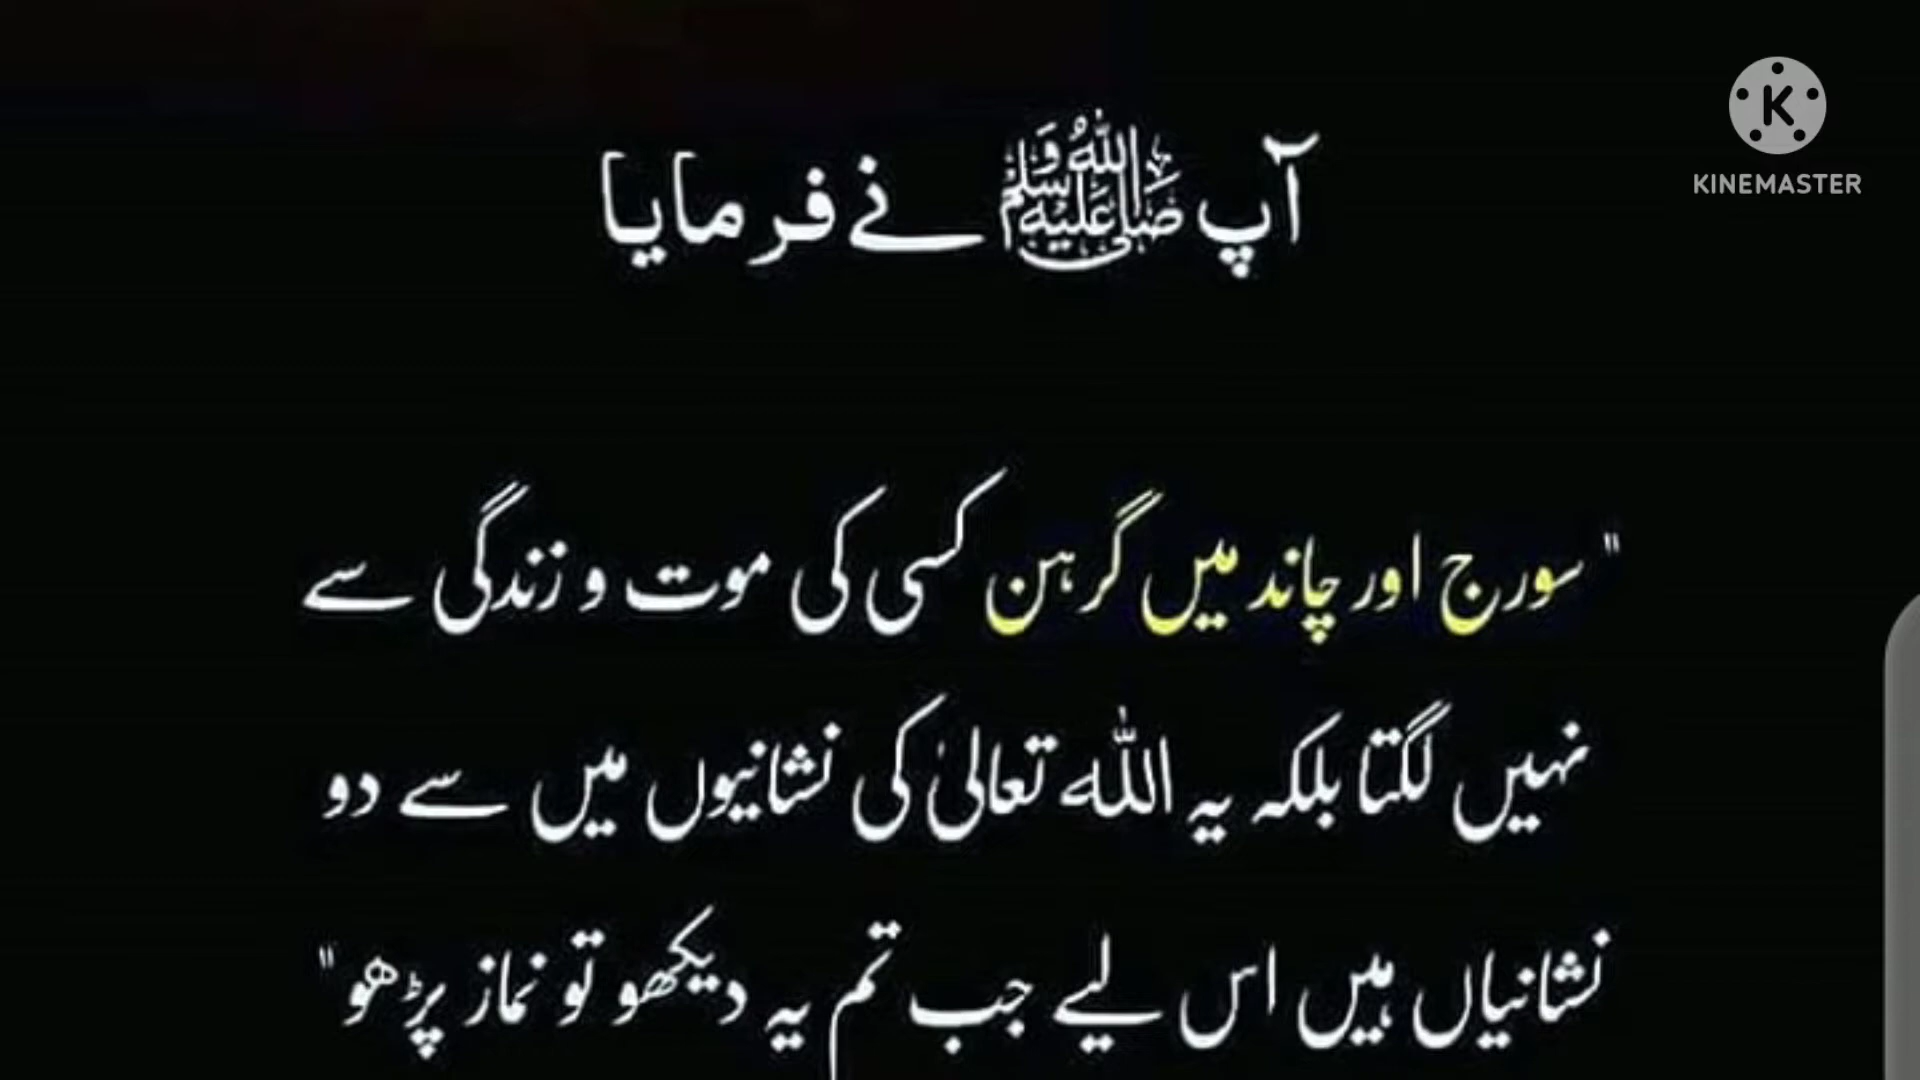 آپ ﷺ نے فرمایا
KINEMASTER
"سورج اور چاند میں گرہن کسی کی موت و زندگی سے
نہیں لگتا بلکہ یہ اللہ تعالیٰ کی نشانیوں میں سے دو
نشانیاں ہیں اس لیے جب تم یہ دیکھو تو نماز پڑھو"